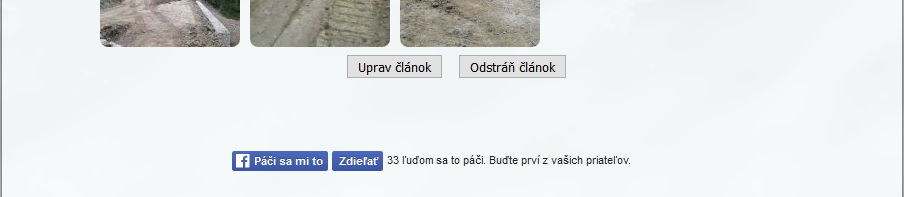 Uprav článok Odstráň článok
Páči sa mi to Zdieľať 33 ľuďom sa to páči. Buďte prví z vašich priateľov.